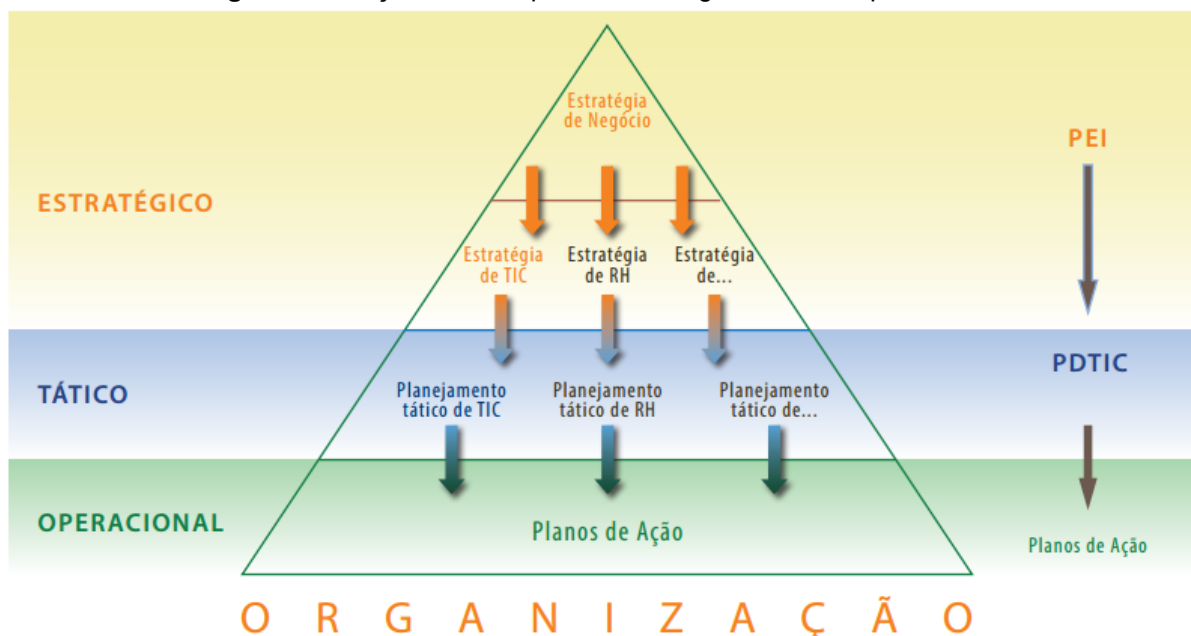 Estratégia
de Negócio
PEI
ESTRATÉGICO
Estratégia
de TIC
Estratégia
de RH
Estratégia
de...
PDTIC
TÁTICO
Planejamento
tático de TIC
Planejamento
tático de RH
Planejamento
tático de...
OPERACIONAL
Planos de Ação
Planos de Ação
O R G A N I Z A Ç Ã O